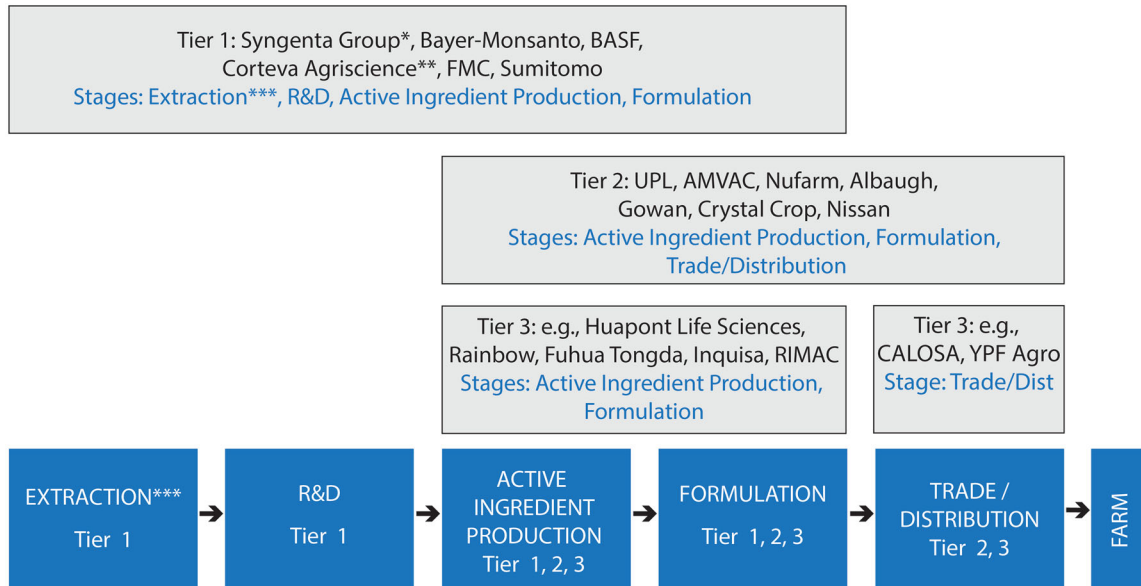 Tier 1: Syngenta Group*, Bayer-Monsanto, BASF,
Corteva Agriscience**, FMC, Sumitomo
Stages: Extraction***, R&D, Active Ingredient Production, Formulation
Tier 2: UPL, AMVAC, Nufarm, Albaugh,
Gowan, Crystal Crop, Nissan
Stages: Active Ingredient Production, Formulation,
Trade/Distribution
Tier 3: e.g., Huapont Life Sciences,
Rainbow, Fuhua Tongda, Inquisa, RIMAC
Stages: Active Ingredient Production,
Formulation
Tier 3: e.g.,
CALOSA, YPF Agro
Stage: Trade/Dist
EXTRACTION***
Tier 1
R&D
Tier 1
ACTIVE
INGREDIENT
PRODUCTION
Tier 1, 2, 3
FORMULATION
Tier 1, 2, 3
TRADE /
DISTRIBUTION
Tier 2, 3
FARM